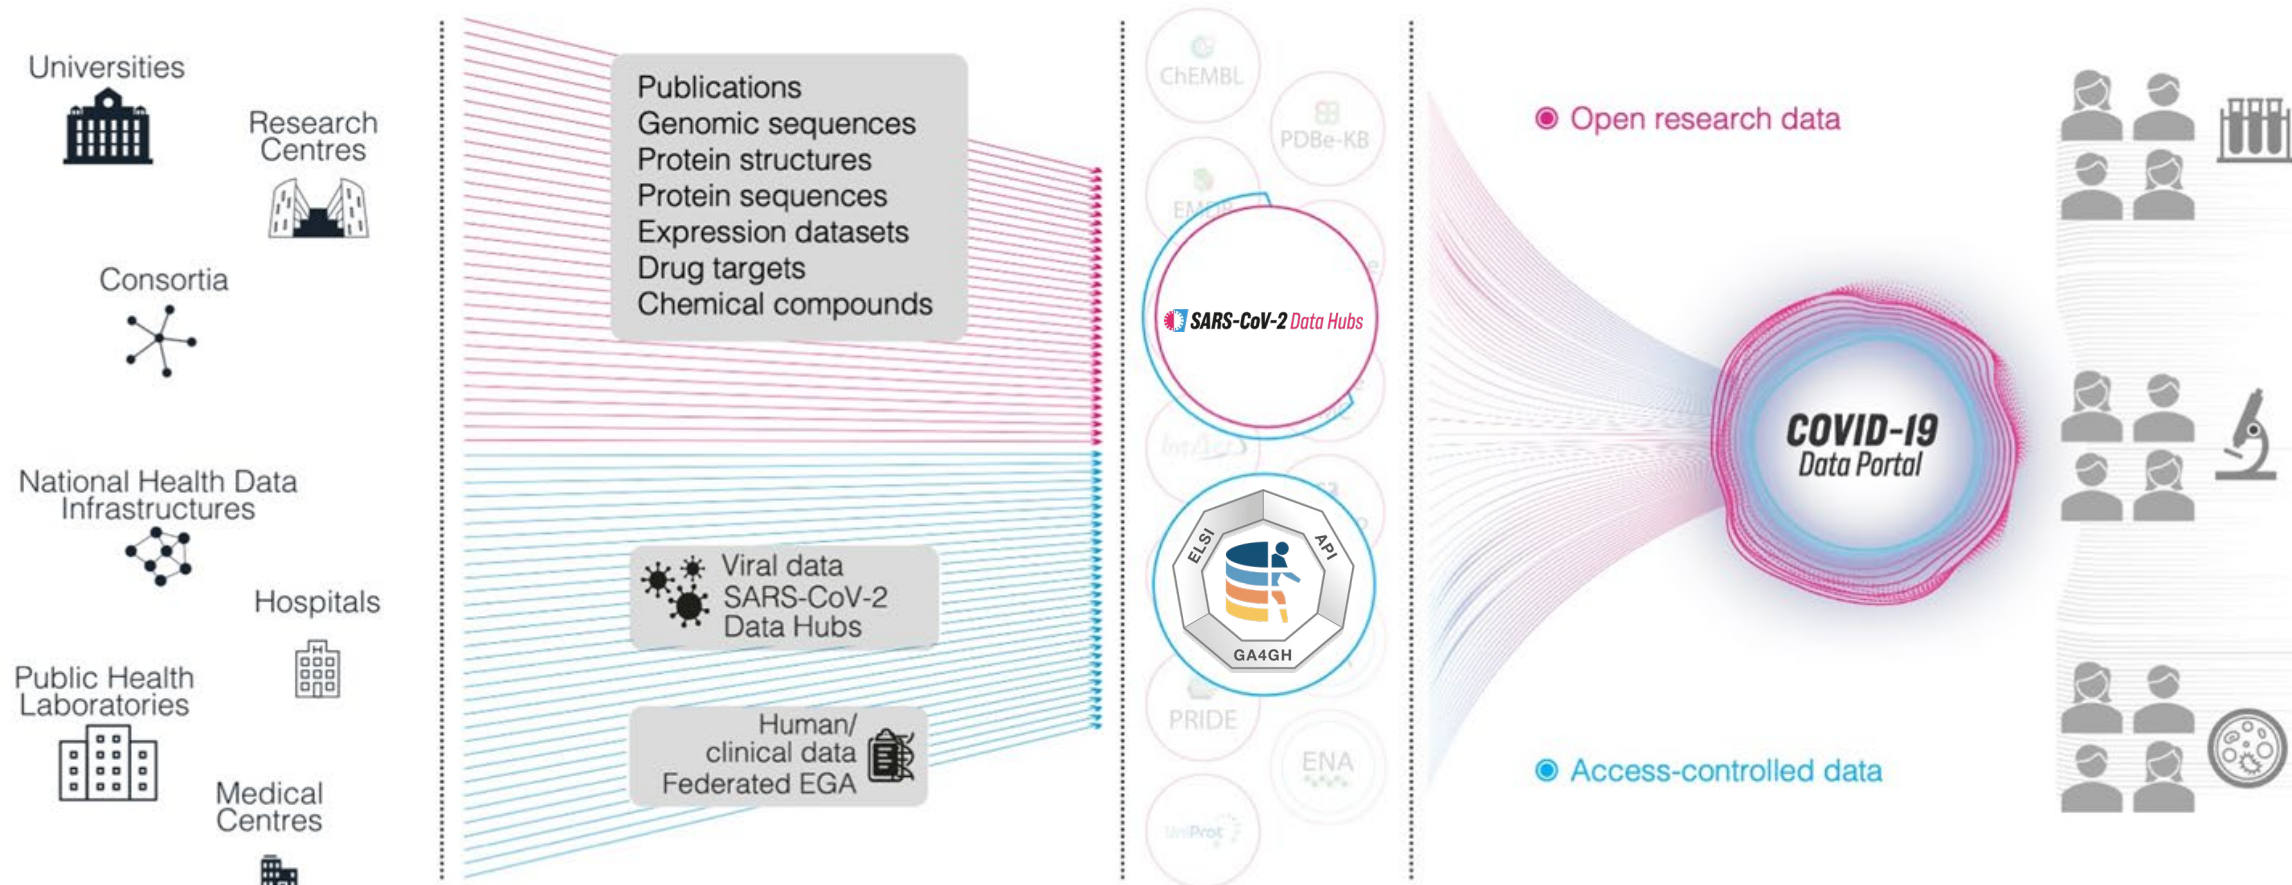 Universities
Research
Centres
Consortia
National Health Data
Infrastructures
Hospitals
Public Health
Laboratories
Medical
Centres
Publications
Genomic sequences
Protein structures
Protein sequences
Expression datasets
Drug targets
Chemical compounds
Viral data
SARS-CoV-2
Data Hubs
Human/
clinical data
Federated EGA
ChEMBL
PDBe-KB
EMDB
SARS-CoV-2 Data Hubs
IntAct
ELSI
API
GA4GH
PRIDE
ENA
UniProt
Open research data
COVID-19
Data Portal
Access-controlled data